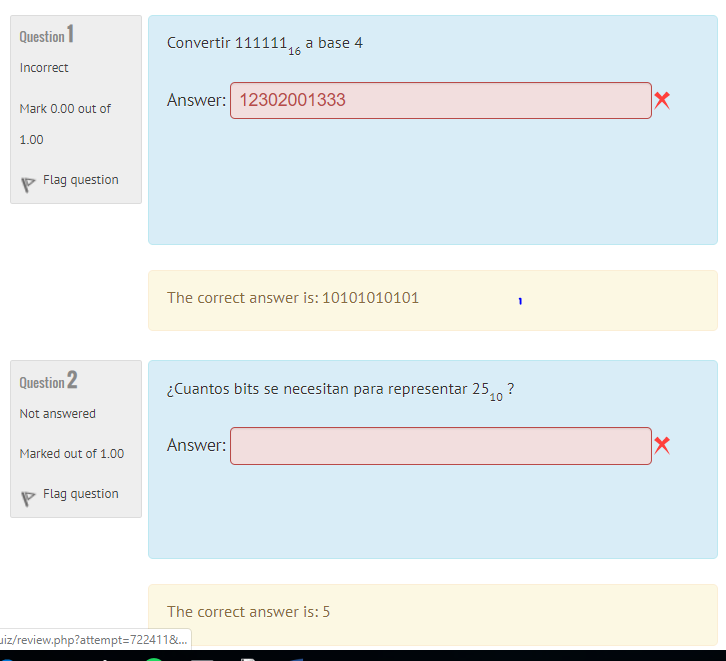 Question 1
Incorrect
Mark 0.00 out of
1.00
Flag question
Convertir 111111₁₆ a base 4
Answer: 12302001333
The correct answer is: 10101010101
Question 2
Not answered
Marked out of 1.00
Flag question
¿Cuantos bits se necesitan para representar 25₁₀ ?
Answer:
The correct answer is: 5
uiz/review.php?attempt=722411&...